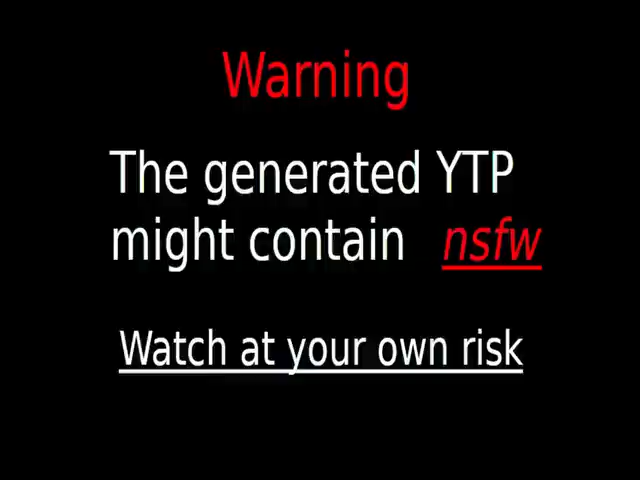 Warning
The generated YTP
might contain nsfw
Watch at your own risk